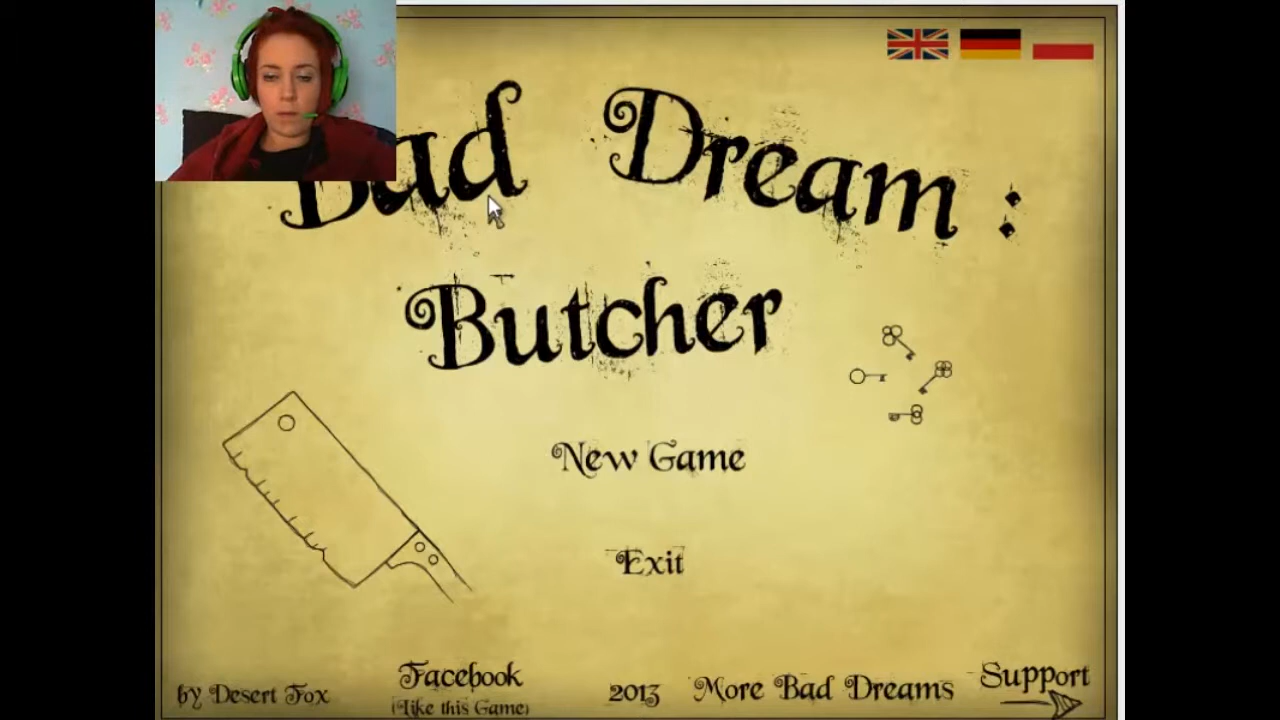 Bad Dream :
Butcher
New Game
Exit
by Desert Fox
Facebook
(Like this Game)
2013
More Bad Dreams
Support